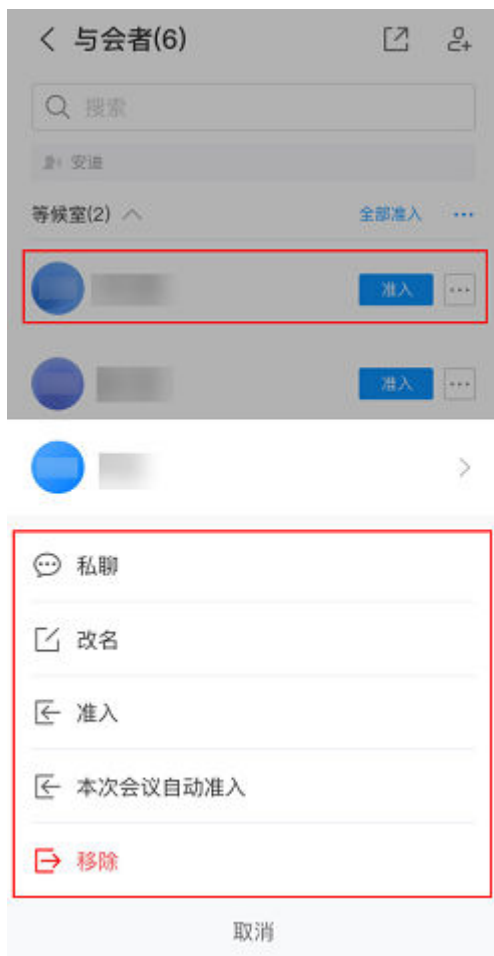 与会者(6)
搜索
安迪
等候室(2) 全部准入 ...
准入 ...
准入 ...
私聊
改名
准入
本次会议自动准入
移除
取消